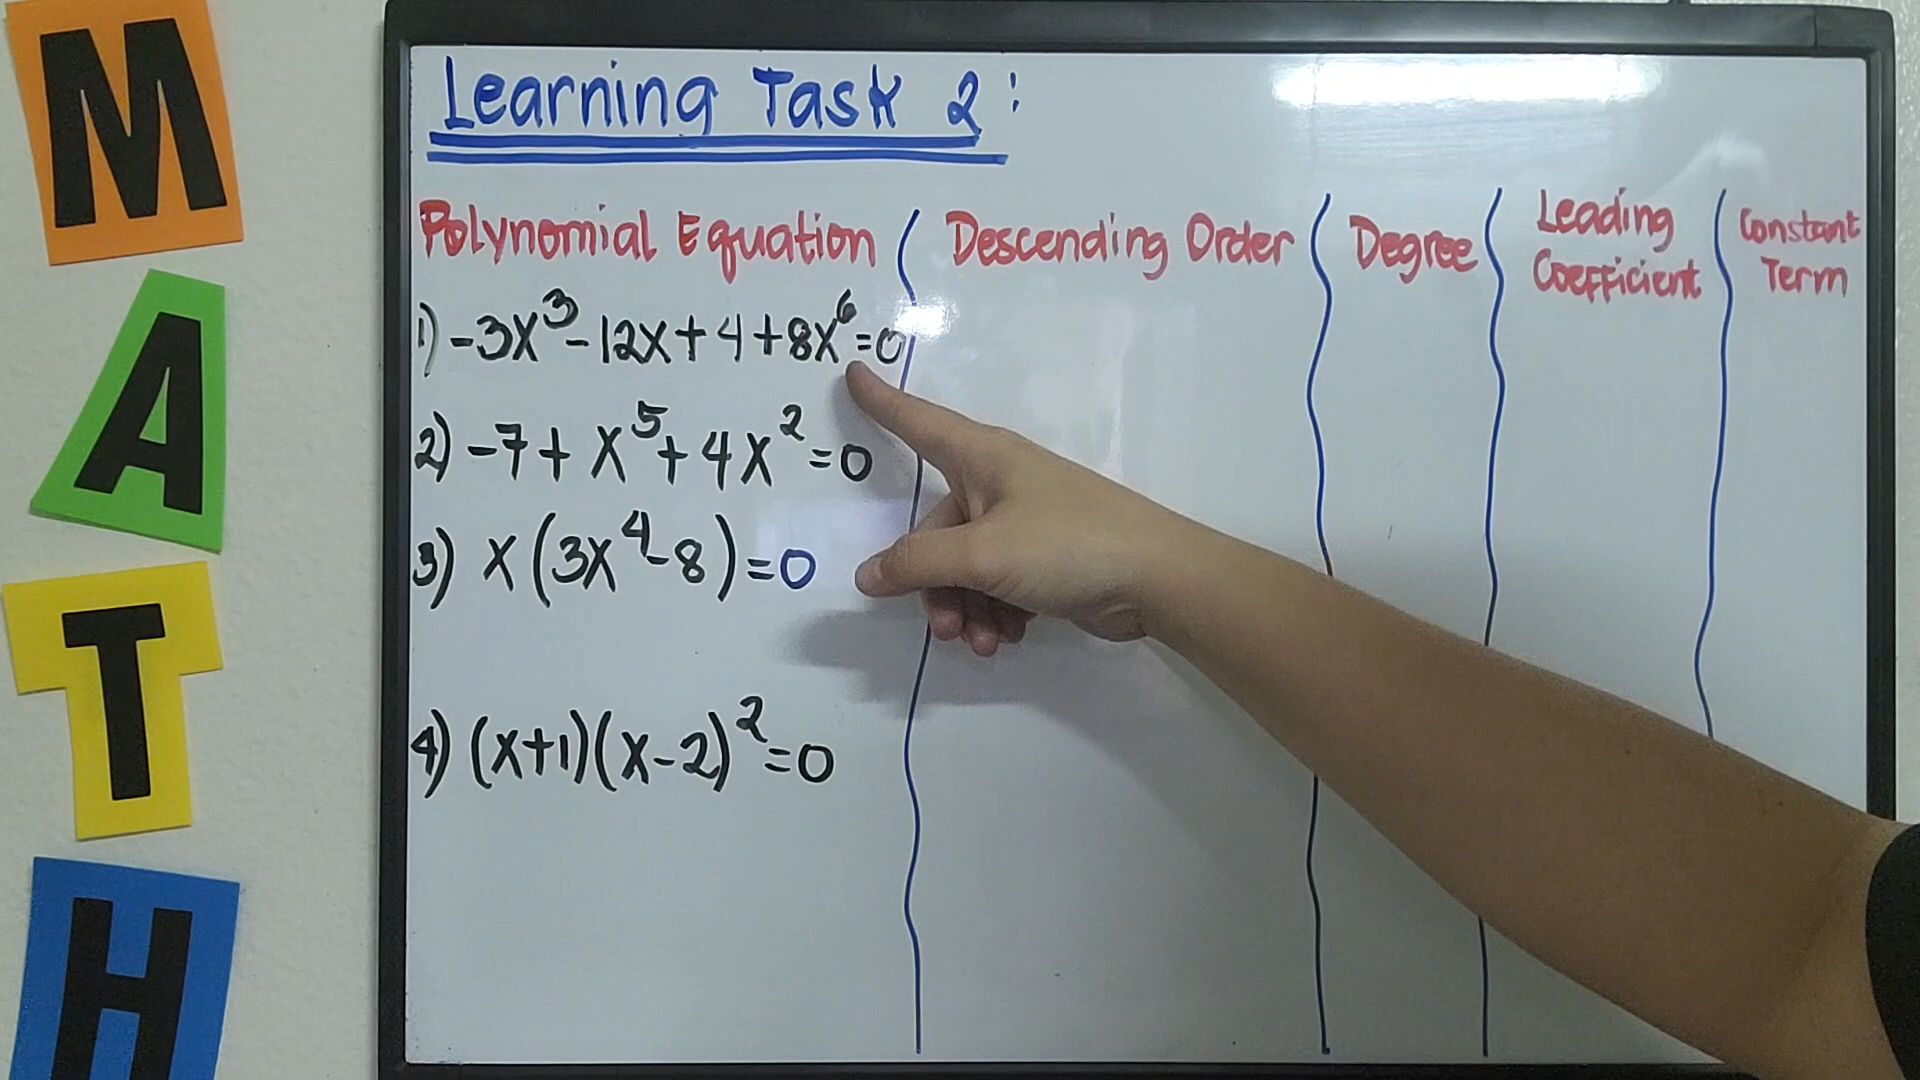 MATH
Learning Task 2:
Polynomial Equation Descending Order Degree Leading Coefficient Constant Term
1) -3x³-12x+4+8x⁶=0
2) -7+x⁵+4x²=0
3) x(3x⁴-8)=0
4) (x+1)(x-2)²=0